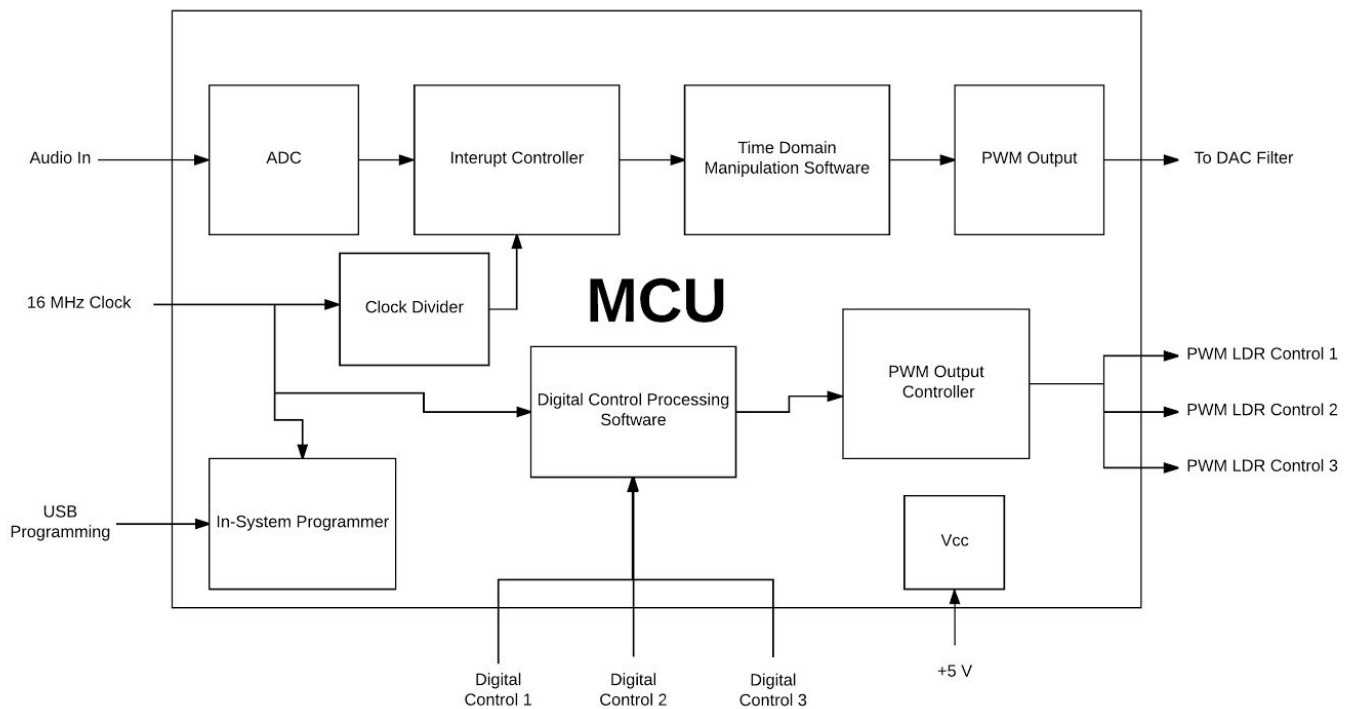 ADC
Interupt Controller
Time Domain
Manipulation Software
PWM Output
Audio In
To DAC Filter
16 MHz Clock
Clock Divider
MCU
PWM Output
Controller
PWM LDR Control 1
PWM LDR Control 2
PWM LDR Control 3
Digital Control Processing
Software
USB
Programming
In-System Programmer
Vcc
+5 V
Digital
Control 1
Digital
Control 2
Digital
Control 3